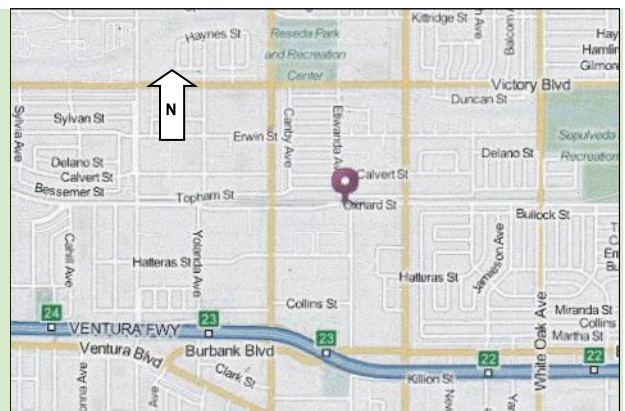 Kittridge St
Haynes St
Reseda Park
and Recreation
Center
Balcom
Hay
Hamlin
Gilmore
Victory Blvd
Duncan St
N
Sylvia Ave
Sylvan St
Canby Ave
Etiwanda Av
Erwin St
Sepulveda
Recreation
Delano St
Delano St
Calvert St
Calvert St
Bessemer St
Topham St
Oxnard St
Bullock St
Cahill Ave
Yolanda Ave
Hatteras St
Hatteras St
Jamieson Ave
White Oak Ave
Collins St
Miranda St
Collins
Martha St
24
23
23
22
22
VENTURA FWY
Ventura Blvd
Burbank Blvd
Clark St
Killion St
Ave